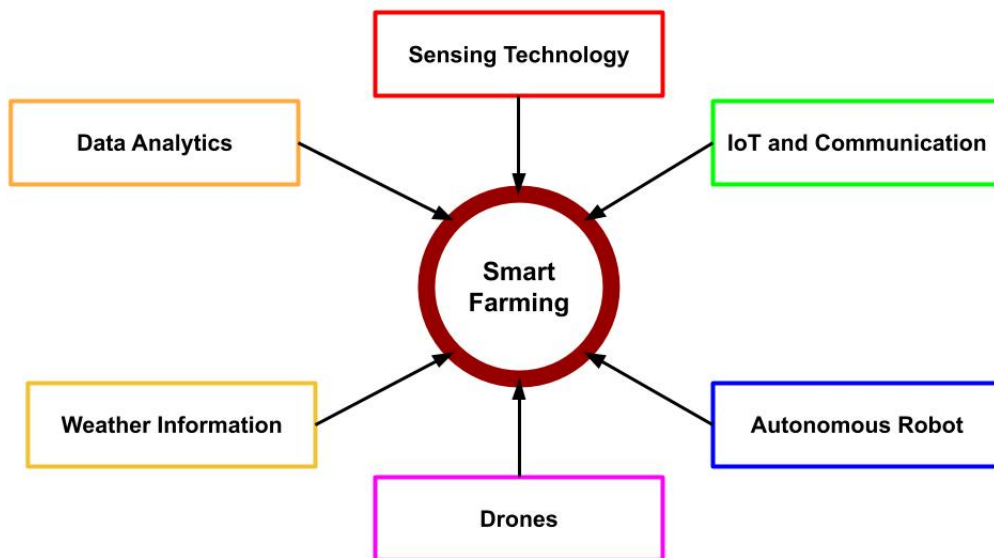 Sensing Technology
Data Analytics
IoT and Communication
Smart
Farming
Weather Information
Autonomous Robot
Drones